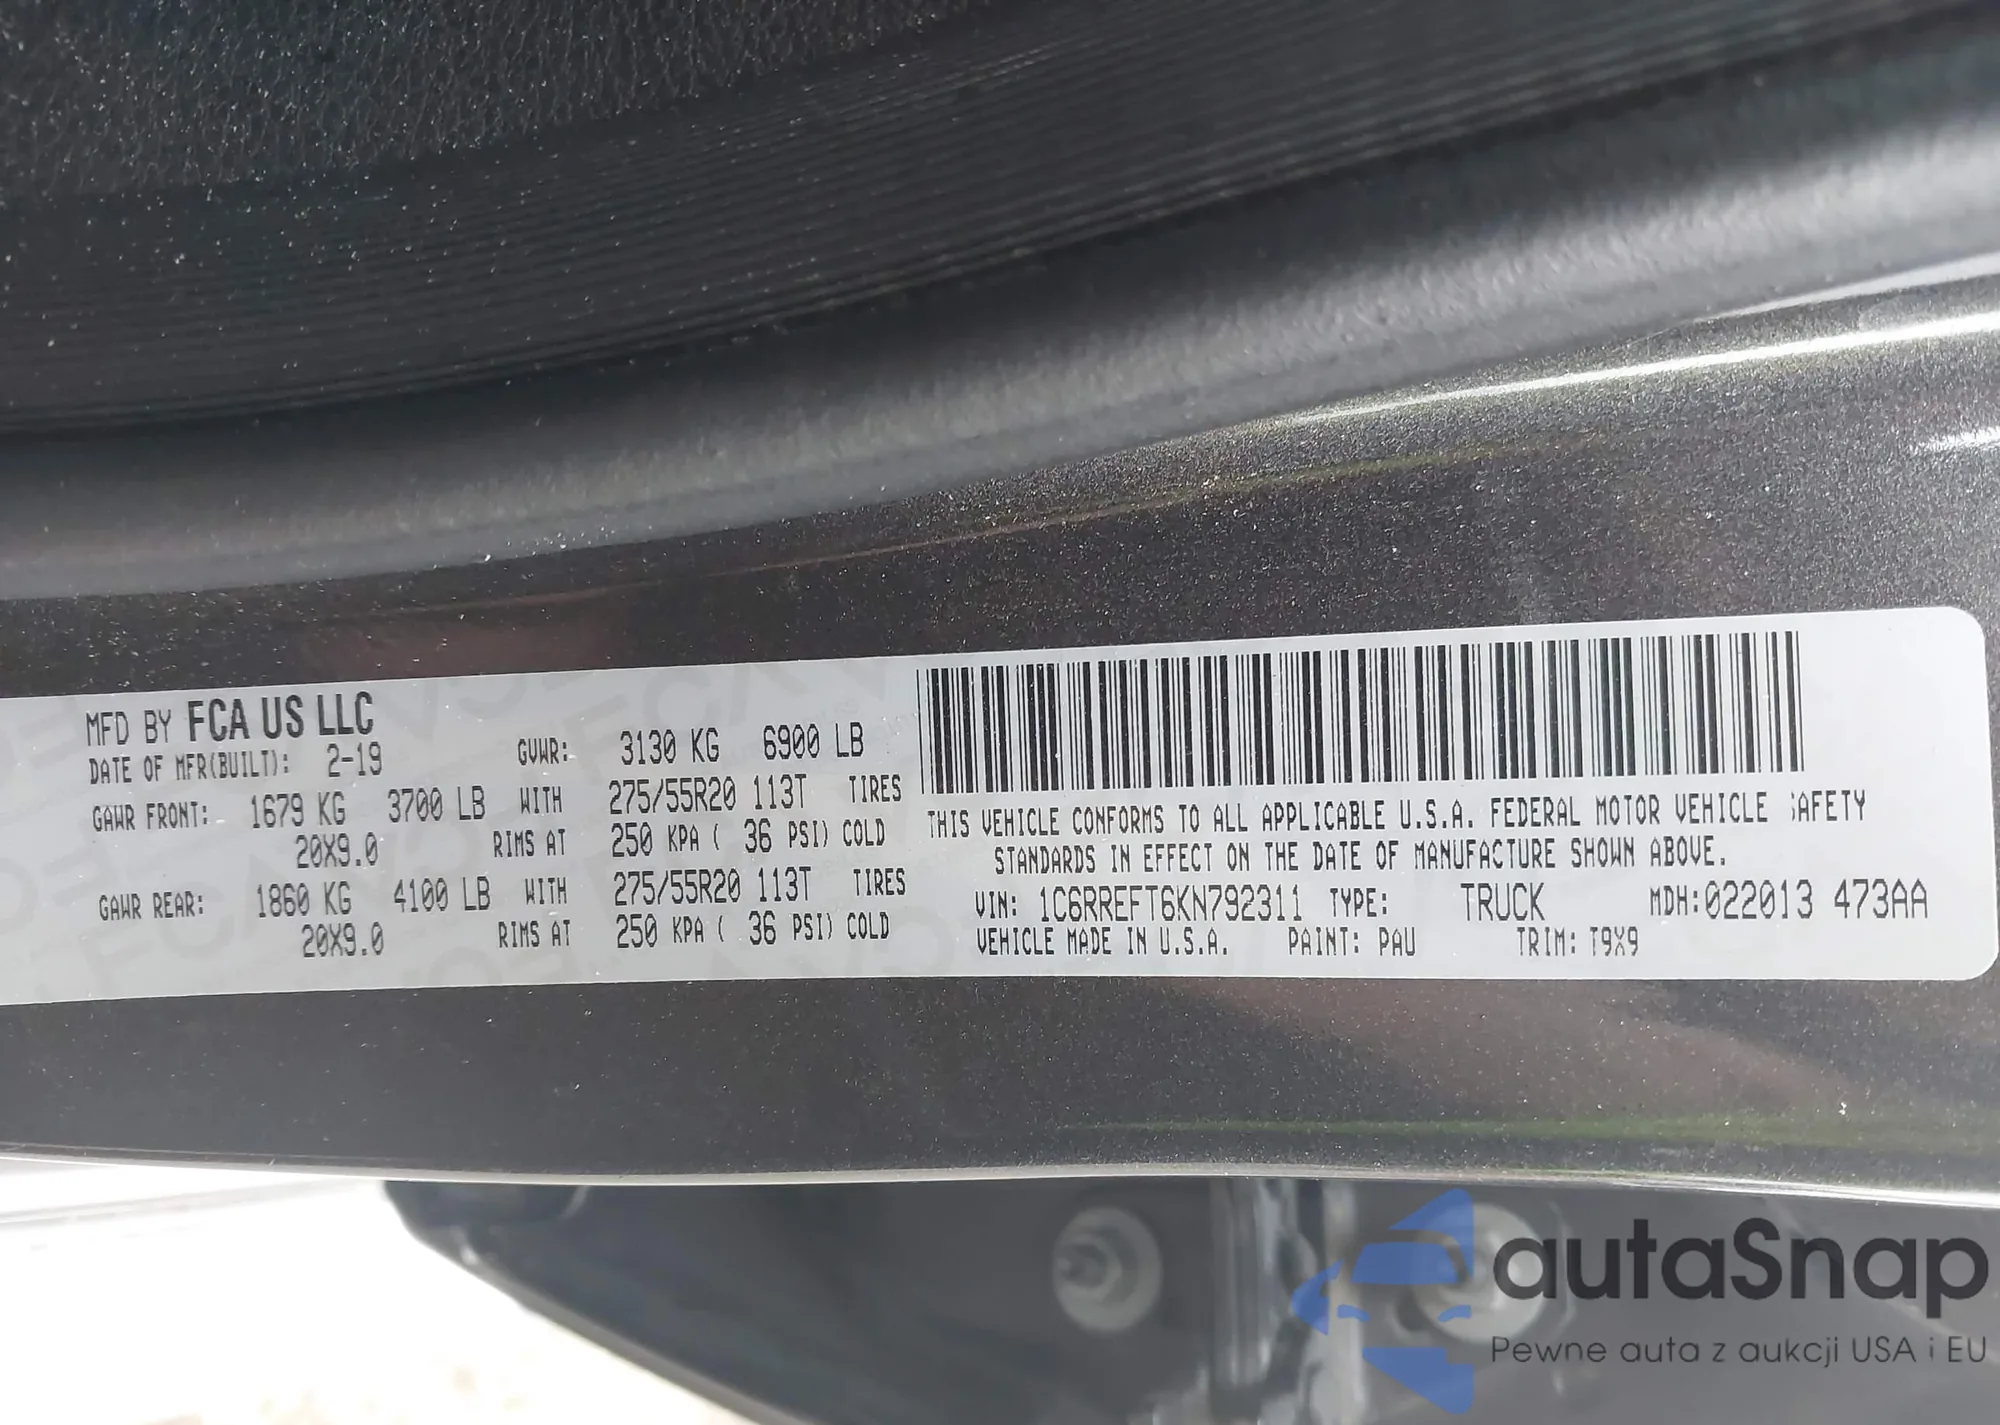 MFD BY FCA US LLC
DATE OF MFR(BUILT): 2-19 GVWR: 3130 KG 6900 LB
GAWR FRONT: 1679 KG 3700 LB WITH 275/55R20 113T TIRES
20X9.0 RIMS AT 250 KPA ( 36 PSI) COLD
GAWR REAR: 1860 KG 4100 LB WITH 275/55R20 113T TIRES
20X9.0 RIMS AT 250 KPA ( 36 PSI) COLD
THIS VEHICLE CONFORMS TO ALL APPLICABLE U.S.A. FEDERAL MOTOR VEHICLE SAFETY
STANDARDS IN EFFECT ON THE DATE OF MANUFACTURE SHOWN ABOVE.
VIN: 1C6RREFT6KN792311 TYPE: TRUCK MDH:022013 473AA
VEHICLE MADE IN U.S.A. PAINT: PAU TRIM: T9X9
autaSnap
Pewne auta z aukcji USA i EU